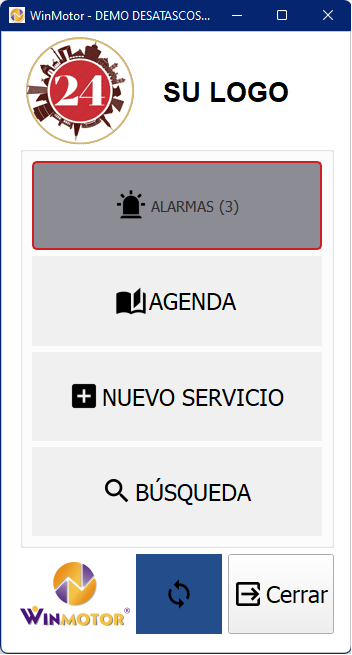 WinMotor - DEMO DESATASCOS...
24
SU LOGO
ALARMAS (3)
AGENDA
NUEVO SERVICIO
BÚSQUEDA
WINMOTOR®
Cerrar